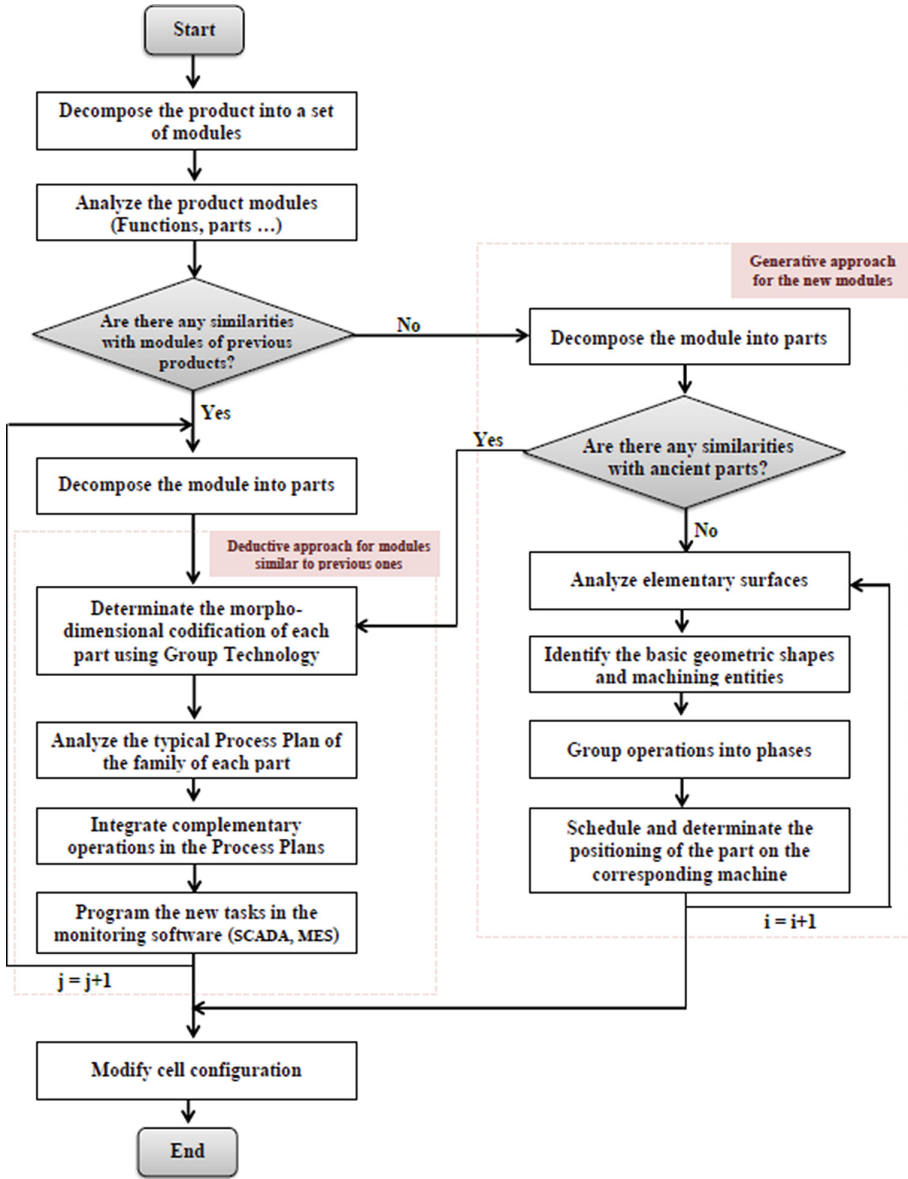 Start
Decompose the product into a set
of modules
Analyze the product modules
(Functions, parts ...)
Are there any similarities
with modules of previous
products?
No
Yes
Generative approach
for the new modules
Decompose the module into parts
Are there any similarities
with ancient parts?
Yes
No
Decompose the module into parts
Deductive approach for modules
similar to previous ones
Determinate the morpho-
dimensional codification of each
part using Group Technology
Analyze the typical Process Plan of
the family of each part
Integrate complementary
operations in the Process Plans
Program the new tasks in the
monitoring software (SCADA, MES)
j = j+1
Analyze elementary surfaces
Identify the basic geometric shapes
and machining entities
Group operations into phases
Schedule and determinate the
positioning of the part on the
corresponding machine
i = i+1
Modify cell configuration
End